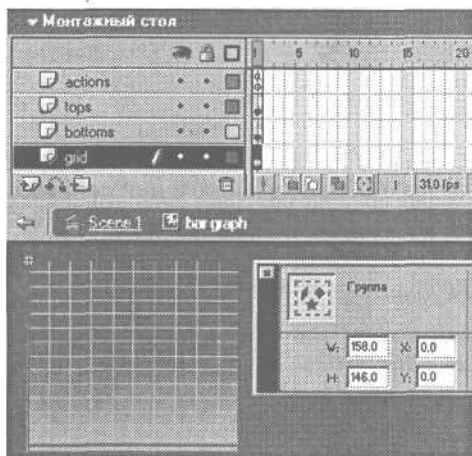 Монтажный стол
1 5 10 15 20
actions
tops
bottoms
grid
1 31.0 fps
Scene 1 bar graph
Группа
W: 158.0 X: 0.0
H: 146.0 Y: 0.0